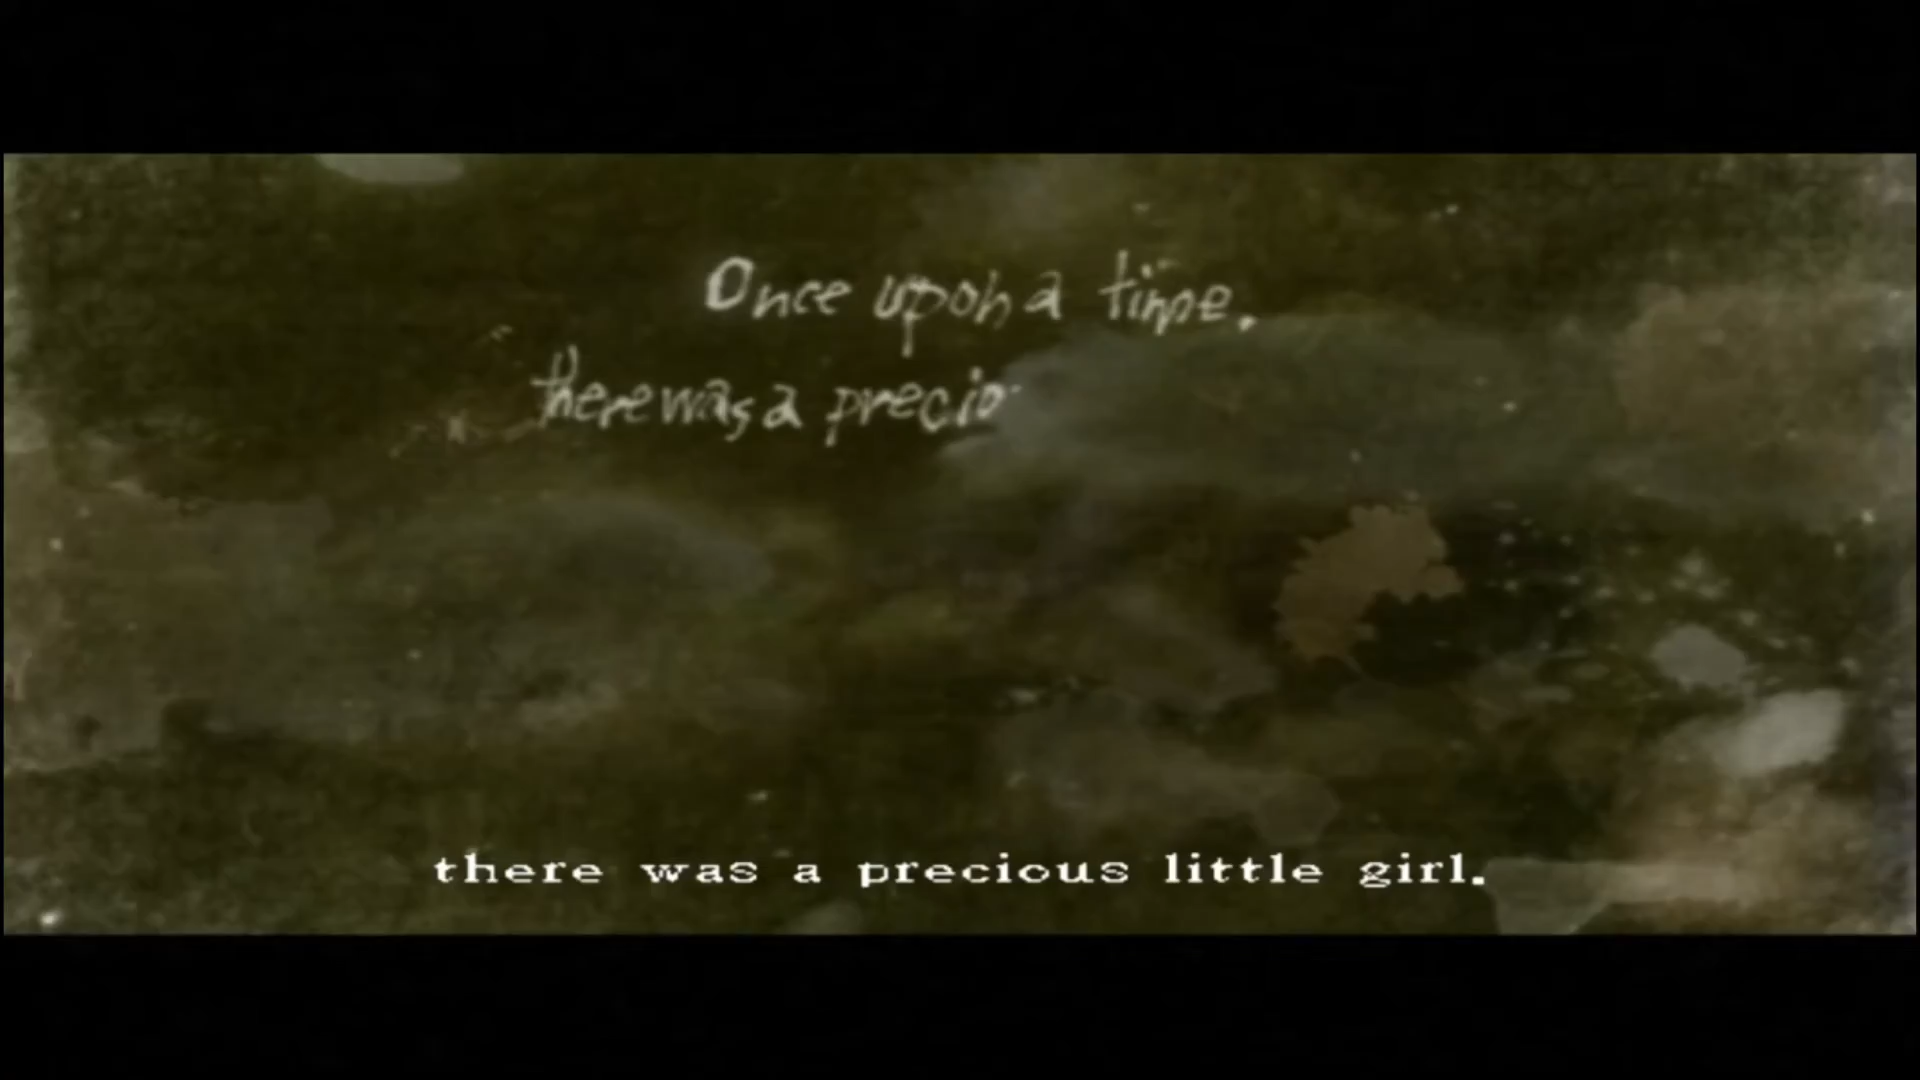 Once upon a time.
there was a precio
there was a precious little girl.